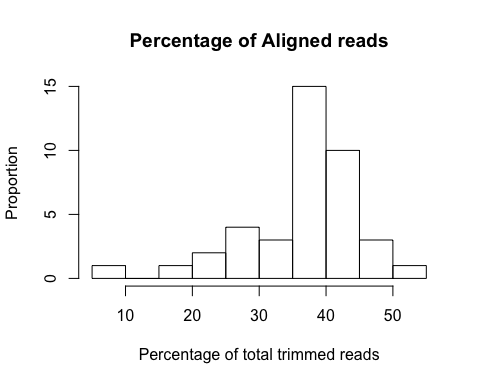 Percentage of Aligned reads
Proportion
15
10
5
0
10 20 30 40 50
Percentage of total trimmed reads